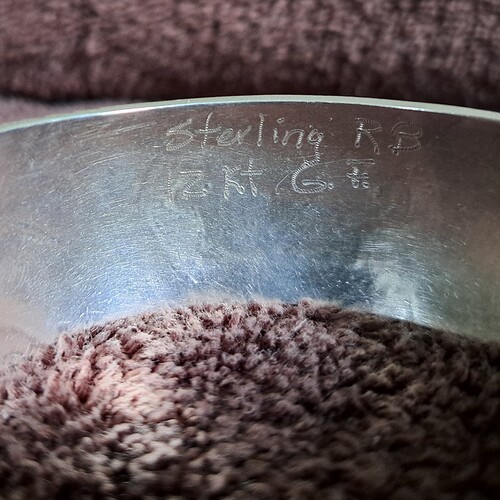 Sterling RB
12 Kt G.F.